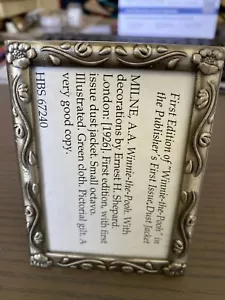 First Edition of "Winnie-the-Pooh" in
the Publisher's First Issue Dust Jacket
MILNE, A.A. Winnie-the-Pooh. With
decorations by Ernest H. Shepard.
London: [1926]. First edition, with first
issue dust jacket. Small octavo.
Illustrated. Green cloth. Pictorial gilt. A
very good copy.
HBS 67240